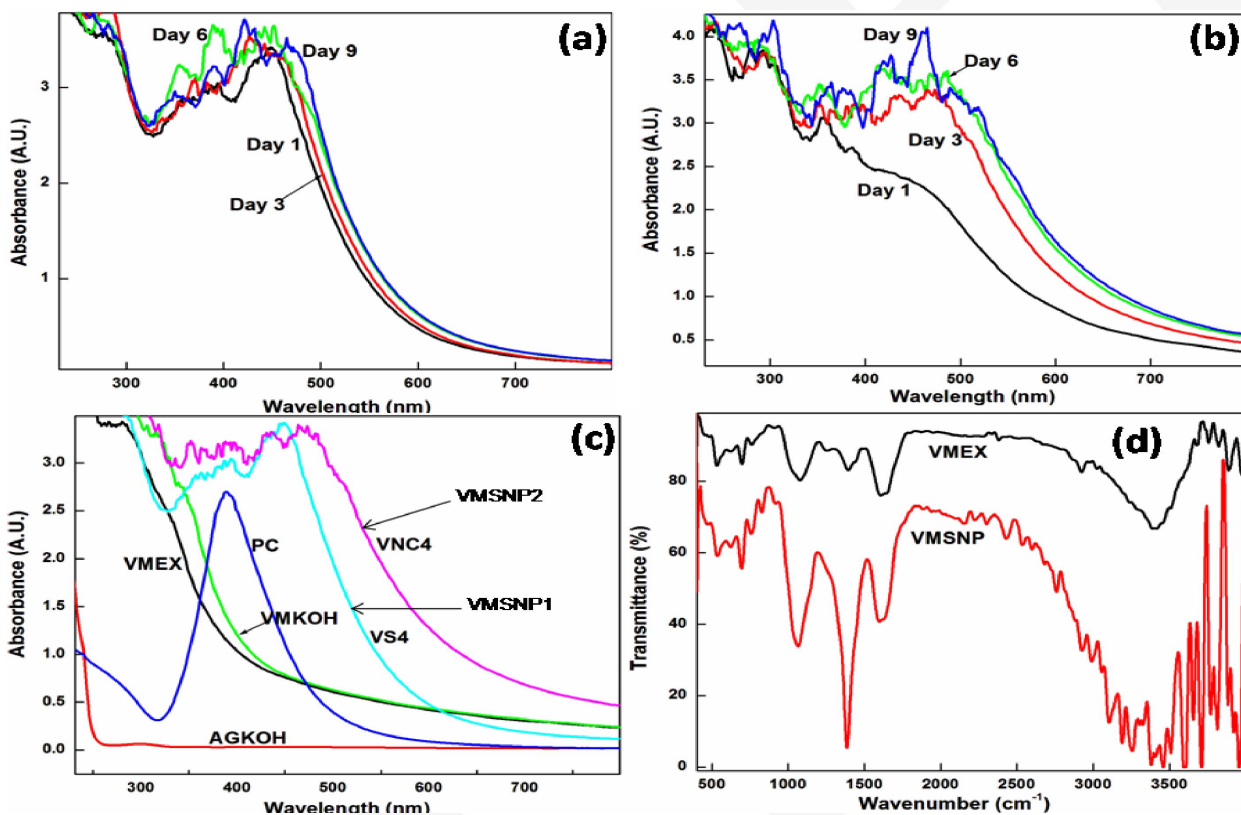 (a)
Day 6
Day 9
Day 1
Day 3
3
2
1
300 400 500 600 700
Absorbance (A.U.)
Wavelength (nm)
(b)
Day 9
Day 6
Day 3
Day 1
4.0
3.5
3.0
2.5
2.0
1.5
1.0
0.5
300 400 500 600 700
Absorbance (A.U.)
Wavelength (nm)
(c)
VMSNP2
VNC4
PC
VMEX
VMSNP1
VMKOH
VS4
AGKOH
3.0
2.5
2.0
1.5
1.0
0.5
0.0
300 400 500 600 700
Absorbance (A.U.)
Wavelength (nm)
(d)
VMEX
VMSNP
80
60
40
20
0
500 1000 1500 2000 2500 3000 3500
Transmittance (%)
Wavenumber (cm⁻¹)